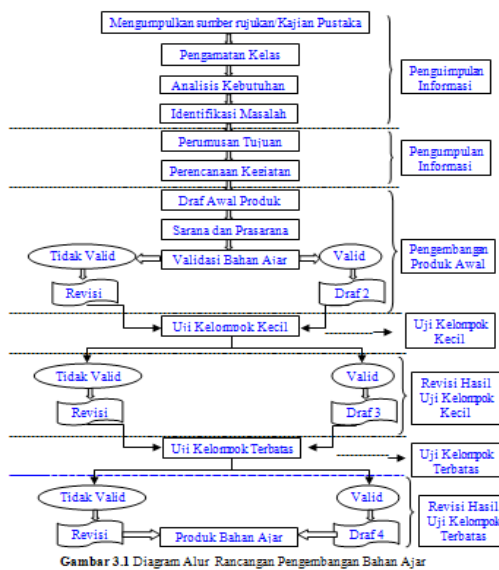 Mengumpulkan sumber rujukan/Kajian Pustaka
Pengamatan Kelas
Analisis Kebutuhan
Identifikasi Masalah
Penguimpulan
Informasi
Perumusan Tujuan
Perencanaan Kegiatan
Pengumpulan
Informasi
Draf Awal Produk
Sarana dan Prasarana
Tidak Valid
Validasi Bahan Ajar
Valid
Revisi
Draf 2
Pengembangan
Produk Awal
Uji Kelompok Kecil
Uji Kelompok
Kecil
Tidak Valid
Valid
Revisi
Draf 3
Revisi Hasil
Uji Kelompok
Kecil
Uji Kelompok Terbatas
Uji Kelompok
Terbatas
Tidak Valid
Valid
Revisi
Produk Bahan Ajar
Draf 4
Revisi Hasil
Uji Kelompok
Terbatas
Gambar 3.1 Diagram Alur Rancangan Pengembangan Bahan Ajar